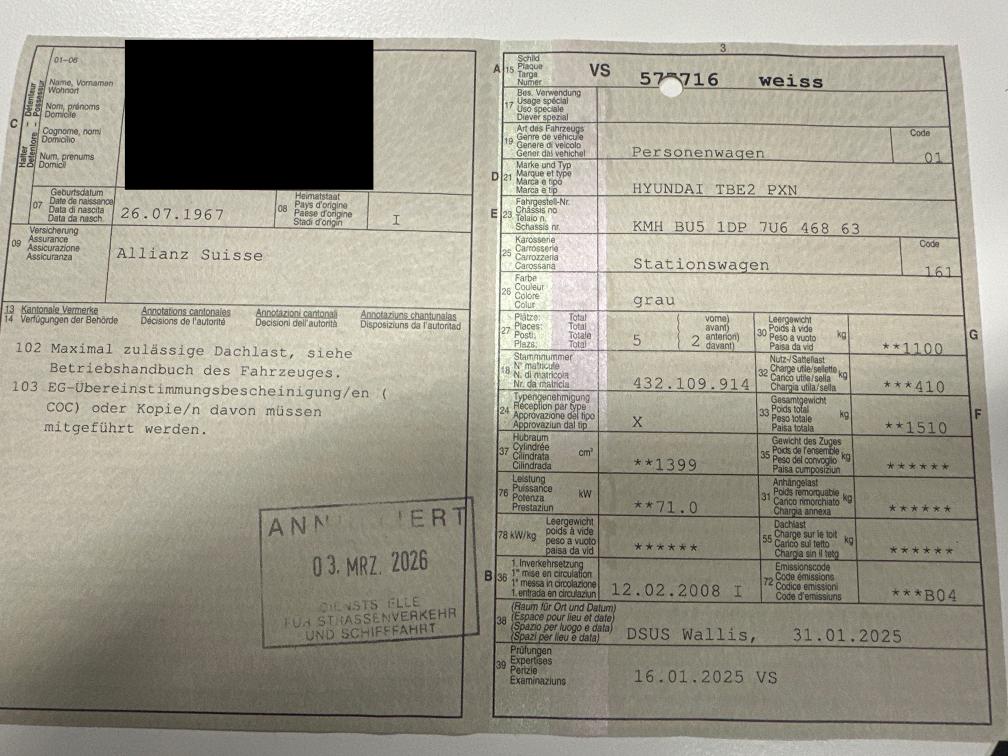 01–06
C
Halter Détenteur
Detentore Possessur
Name, Vornamen
Wohnort
Nom, prénoms
Domicile
Cognome, nomi
Domicilio
Num, prenums
Domicil
07
Geburtsdatum
Date de naissance
Data di nascita
Data da nasch.
26.07.1967
08
Heimatstaat
Pays d'origine
Paese d'origine
Stadi d'origin
I
09
Versicherung
Assurance
Assicurazione
Assicuranza
Allianz Suisse
13 Kantonale Vermerke Annotations cantonales Annotazioni cantonali Annotaziuns chantunalas
14 Verfügungen der Behörde Décisions de l'autorité Decisioni dell'autorità Disposiziuns da l'autoritad
102 Maximal zulässige Dachlast, siehe
Betriebshandbuch des Fahrzeuges.
103 EG-Übereinstimmungsbescheinigung/en (
COC) oder Kopie/n davon müssen
mitgeführt werden.
03. MRZ. 2026
FÜR STRASSENVERKEHR
UND SCHIFFFAHRT
3
A 15
Schild
Plaque
Targa
Numer
VS 57 716 weiss
17
Bes. Verwendung
Usage spécial
Uso speciale
Diever spezial
19
Art des Fahrzeugs
Genre de véhicule
Genere di veicolo
Gener dal vehichel
Personenwagen
Code
01
D 21
Marke und Typ
Marque et type
Marca e tipo
Marca e tip
HYUNDAI TBE2 PXN
E 23
Fahrgestell-Nr.
Châssis no
Telaio n.
Schassis nr.
KMH BU5 1DP 7U6 468 63
25
Karosserie
Carrosserie
Carrozzeria
Carossaria
Stationswagen
Code
161
26
Farbe
Couleur
Colore
Colur
grau
27
Plätze: Total
Places: Total
Posti: Totale
Plazs: Total
5
2
vorne)
avant)
anteriori)
davant)
30
Leergewicht
Poids à vide
Peso a vuoto
Paisa da vid
kg
**1100
G
18
Stammnummer
N° matricule
N. di matricola
Nr. da matricla
432.109.914
32
Nutz-/Sattellast
Charge utile/sellette
Carico utile/sella
Chargia utila/sella
kg
***410
24
Typengenehmigung
Réception par type
Approvazione del tipo
Approvaziun dal tip
X
33
Gesamtgewicht
Poids total
Peso totale
Paisa totala
kg
**1510
F
37
Hubraum
Cylindrée
Cilindrata
Cilindrada
cm³
**1399
35
Gewicht des Zuges
Poids de l'ensemble
Peso del convoglio
Paisa cumposiziun
kg
******
76
Leistung
Puissance
Potenza
Prestaziun
kW
**71.0
31
Anhängelast
Poids remorquable
Carico rimorchiato
Chargia annexa
kg
******
78 kW/kg
Leergewicht
poids à vide
peso a vuoto
paisa da vid
******
55
Dachlast
Charge sur le toit
Carico sul tetto
Chargia sin il tetg
kg
******
B 36
1. Inverkehrsetzung
1re mise en circulation
1a messa in circolazione
1. entrada en circulaziun
12.02.2008 I
72
Emissionscode
Code émissions
Codice emissioni
Code d'emissiuns
***B04
38
(Raum für Ort und Datum)
(Espace pour lieu et date)
(Spazio per luogo e data)
(Spazi per lieu e data)
DSUS Wallis, 31.01.2025
39
Prüfungen
Expertises
Perizie
Examinaziuns
16.01.2025 VS